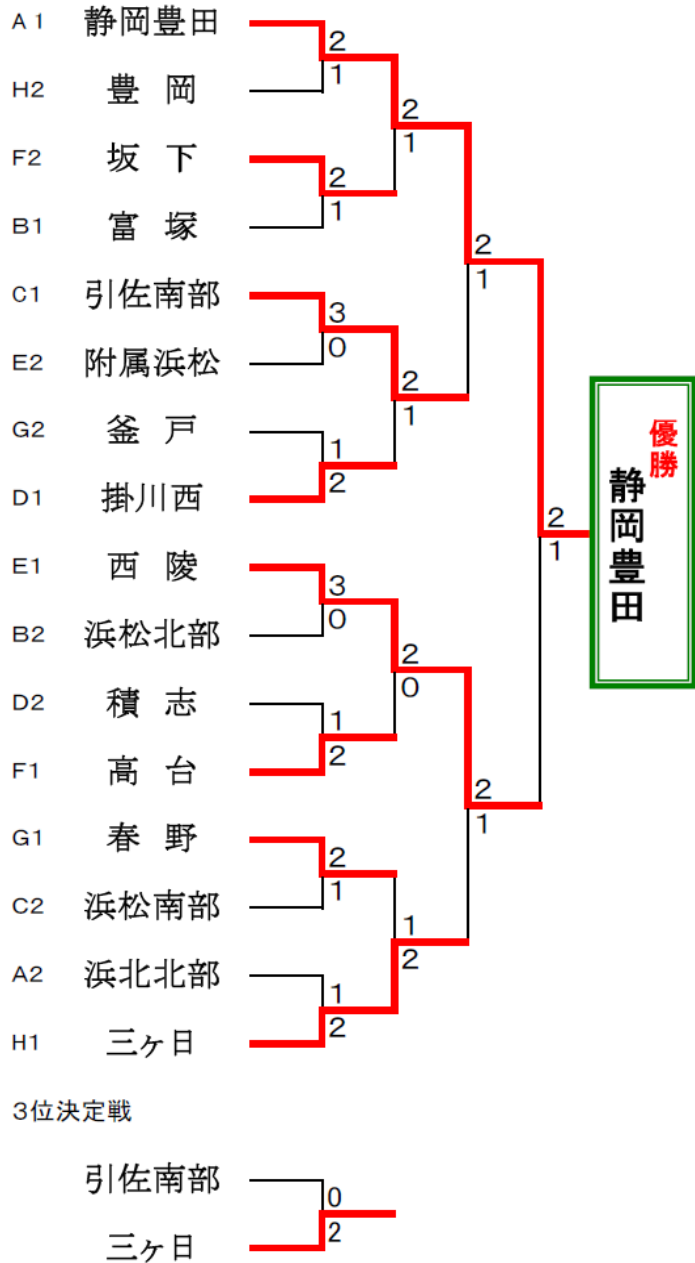 A1 静岡豊田
2
1
H2 豊岡
2
1
F2 坂下
2
1
B1 富塚
2
1
C1 引佐南部
3
0
E2 附属浜松
2
1
G2 釜戸
1
2
D1 掛川西
2
1
優勝
静岡豊田
E1 西陵
3
0
B2 浜松北部
2
0
D2 積志
1
2
F1 高台
2
1
G1 春野
2
1
C2 浜松南部
1
2
A2 浜北北部
1
2
H1 三ヶ日
3位決定戦
引佐南部
0
2
三ヶ日